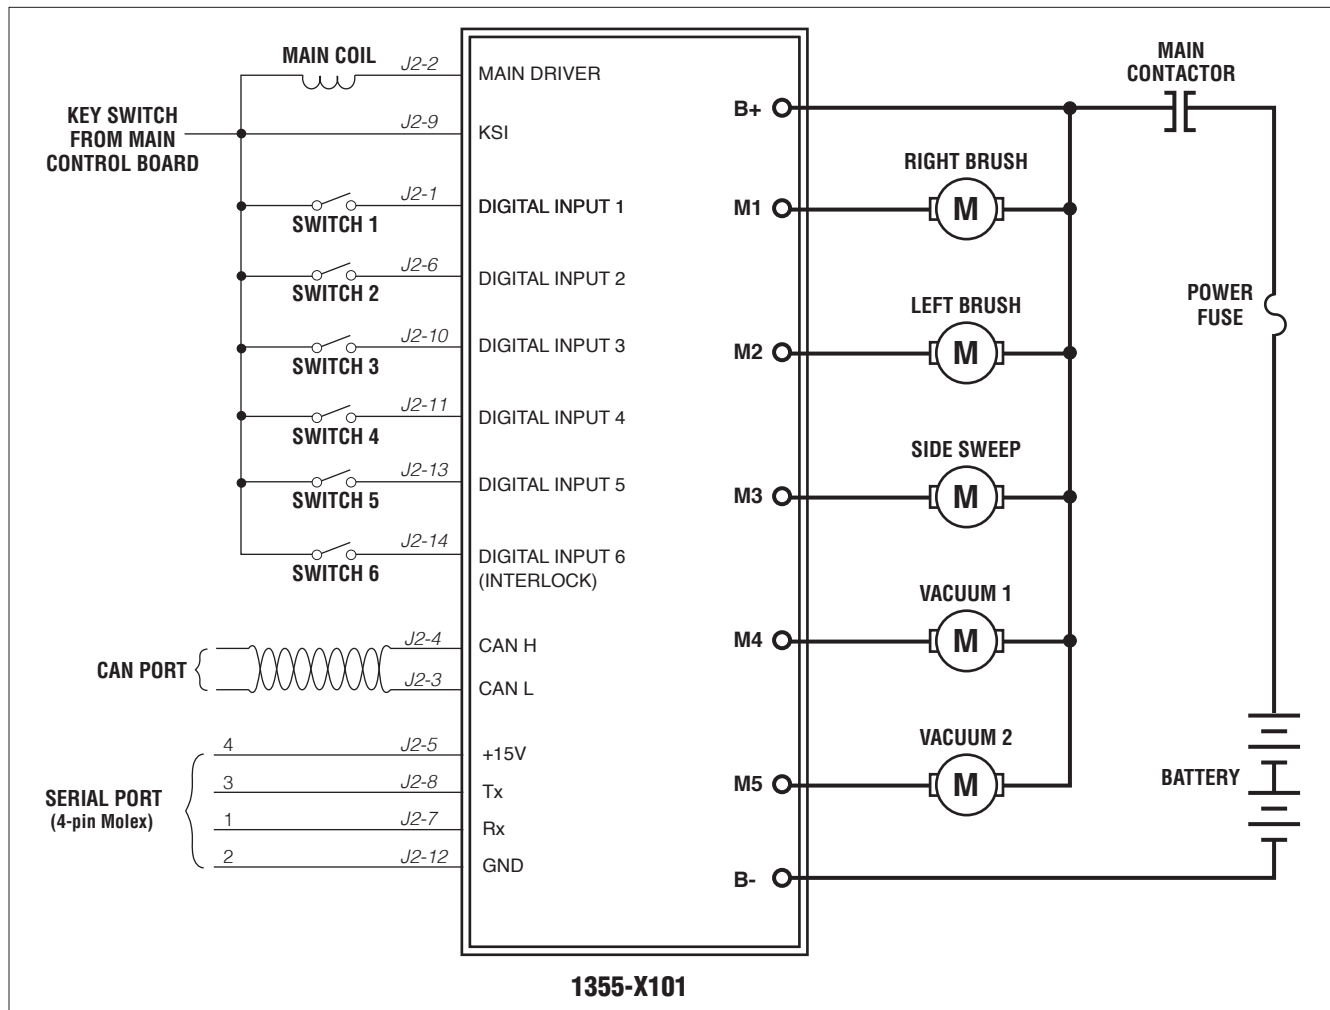 MAIN COIL
J2-2
MAIN DRIVER
KEY SWITCH
FROM MAIN
CONTROL BOARD
J2-9
KSI
J2-1
SWITCH 1
DIGITAL INPUT 1
J2-6
SWITCH 2
DIGITAL INPUT 2
J2-10
SWITCH 3
DIGITAL INPUT 3
J2-11
SWITCH 4
DIGITAL INPUT 4
J2-13
SWITCH 5
DIGITAL INPUT 5
J2-14
SWITCH 6
DIGITAL INPUT 6
(INTERLOCK)
CAN PORT
J2-4
CAN H
J2-3
CAN L
SERIAL PORT
(4-pin Molex)
4
J2-5
+15V
3
J2-8
Tx
1
J2-7
Rx
2
J2-12
GND
B+
MAIN
CONTACTOR
RIGHT BRUSH
M1
M
LEFT BRUSH
M2
M
POWER
FUSE
SIDE SWEEP
M3
M
VACUUM 1
M4
M
VACUUM 2
M5
M
BATTERY
B-
1355-X101